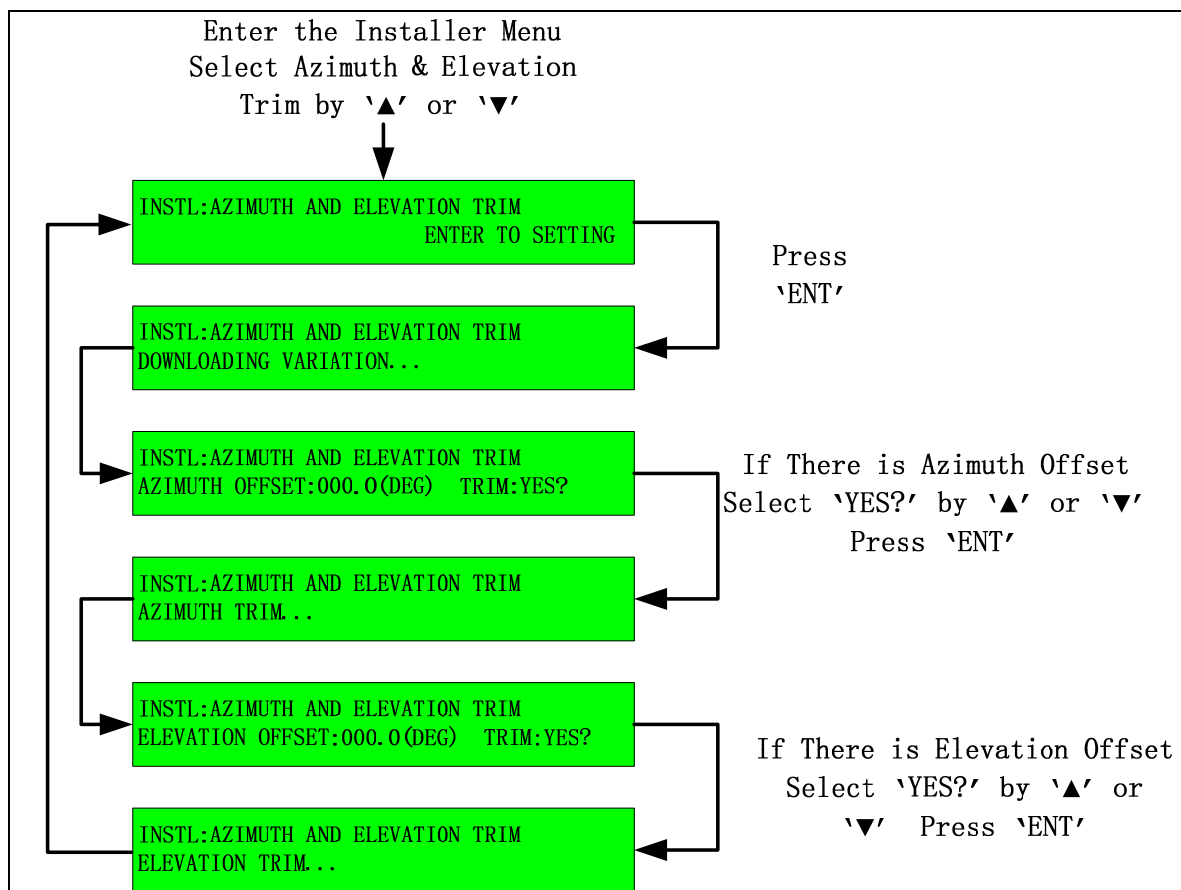 Enter the Installer Menu
Select Azimuth & Elevation
Trim by ‵▲′ or ‵▼′
INSTL:AZIMUTH AND ELEVATION TRIM
ENTER TO SETTING
Press
‵ENT′
INSTL:AZIMUTH AND ELEVATION TRIM
DOWNLOADING VARIATION...
INSTL:AZIMUTH AND ELEVATION TRIM
AZIMUTH OFFSET:000.0(DEG) TRIM:YES?
If There is Azimuth Offset
Select ‵YES?′ by ‵▲′ or ‵▼′
Press ‵ENT′
INSTL:AZIMUTH AND ELEVATION TRIM
AZIMUTH TRIM...
INSTL:AZIMUTH AND ELEVATION TRIM
ELEVATION OFFSET:000.0(DEG) TRIM:YES?
If There is Elevation Offset
Select ‵YES?′ by ‵▲′ or
‵▼′ Press ‵ENT′
INSTL:AZIMUTH AND ELEVATION TRIM
ELEVATION TRIM...